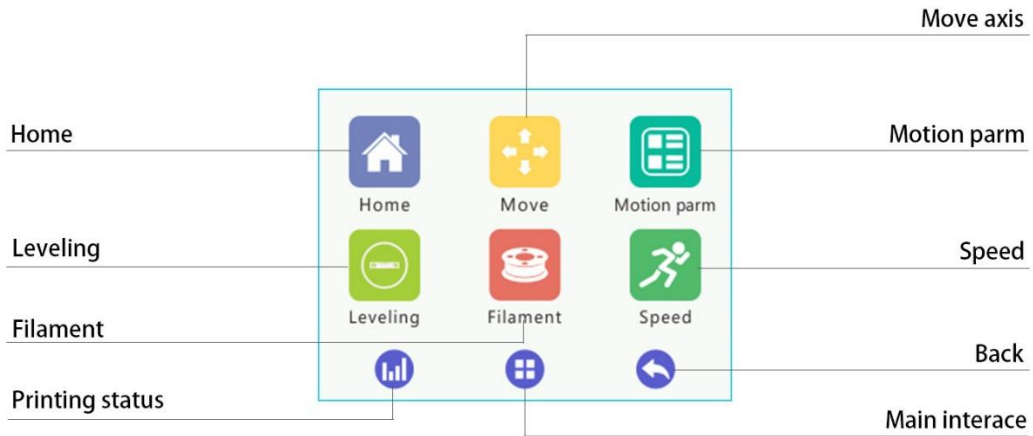 Move axis
Home
Motion parm
Home Move Motion parm
Leveling
Speed
Leveling Filament Speed
Filament
Back
Printing status
Main interace